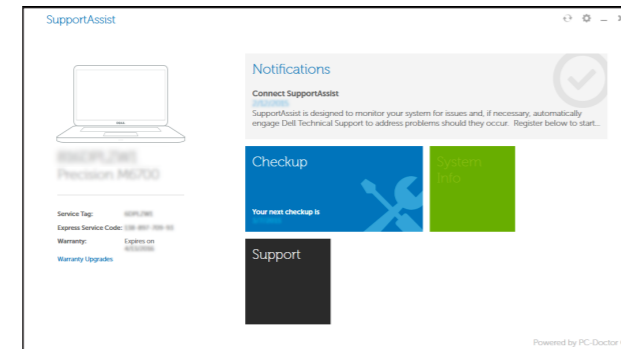 SupportAssist
Notifications
Connect SupportAssist
SupportAssist is designed to monitor your system for issues and, if necessary, automatically
engage Dell Technical Support to address problems should they occur. Register below to start...
Precision M6700
Checkup
System
Info
Your next checkup is
Service Tag:
Express Service Code:
Warranty: Expires on
Warranty Upgrades
Support
Powered by PC-Doctor